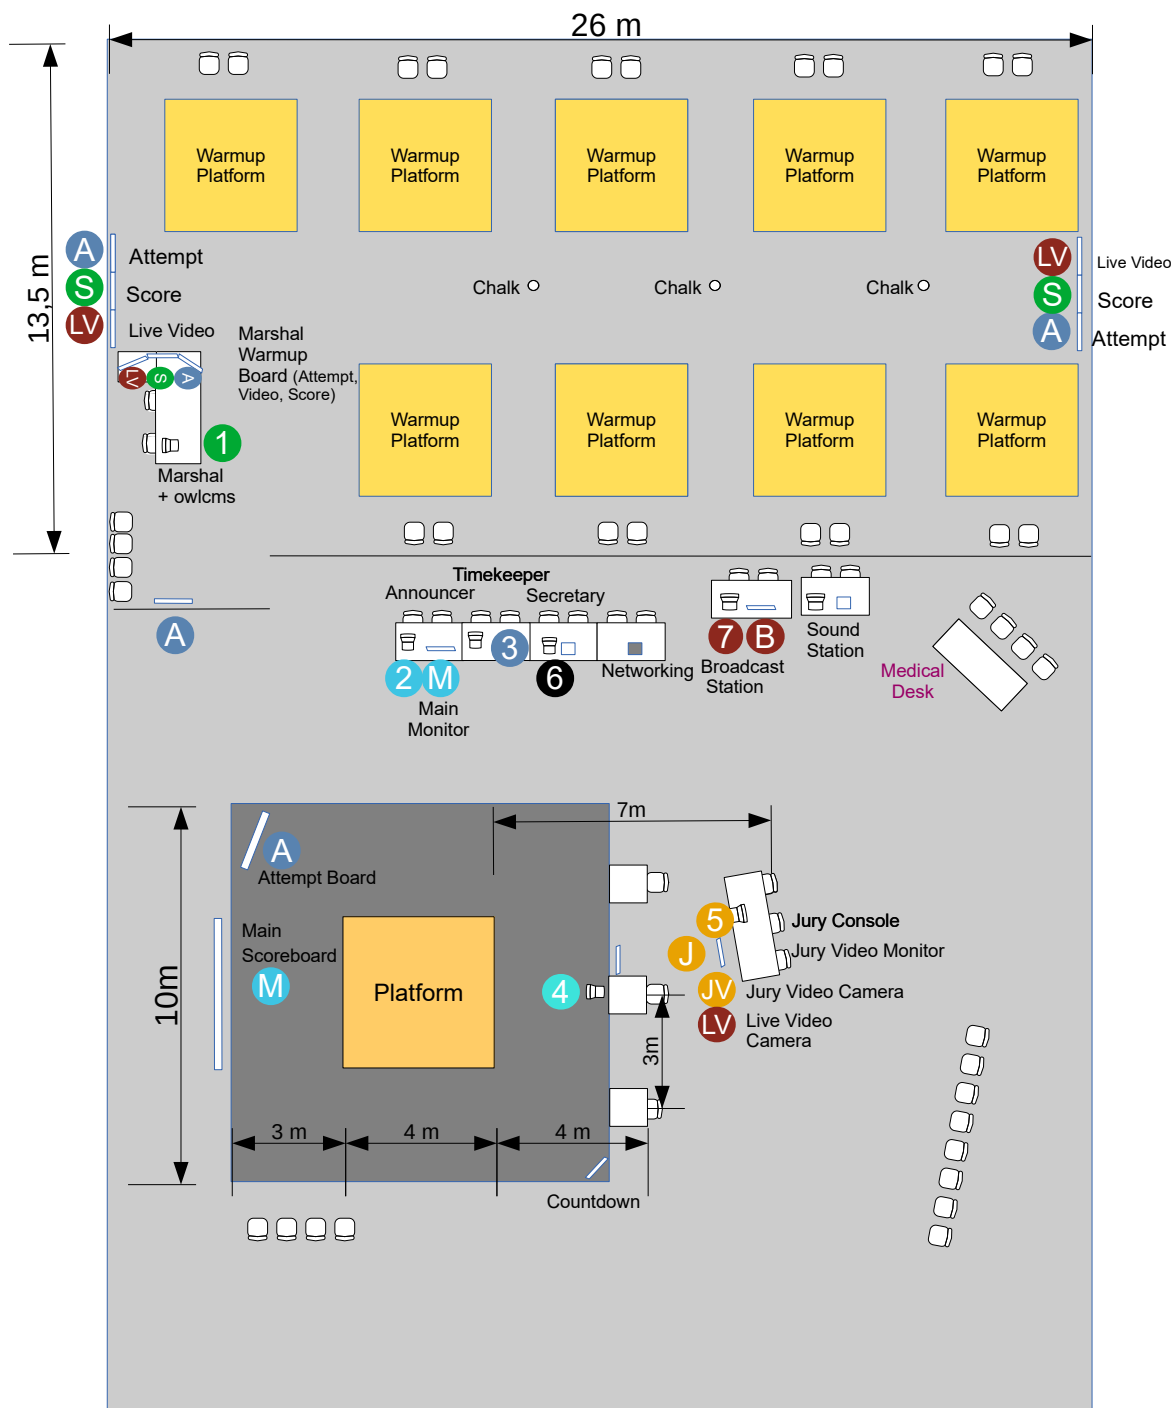 26 m
13,5 m
Warmup
Platform
Warmup
Platform
Warmup
Platform
Warmup
Platform
Warmup
Platform
A
Attempt
S
Score
LV
Live Video
Chalk
Chalk
Chalk
LV
Live Video
S
Score
A
Attempt
Marshal
Warmup
Board (Attempt,
Video, Score)
LV
S
A
1
Marshal
+ owlcms
Warmup
Platform
Warmup
Platform
Warmup
Platform
Warmup
Platform
A
Timekeeper
Announcer
Secretary
2
M
3
6
Main
Monitor
Networking
7
B
Broadcast
Station
Sound
Station
Medical
Desk
10m
7m
A
Attempt Board
Main
Scoreboard
M
Platform
4
5
Jury Console
J
Jury Video Monitor
JV
Jury Video Camera
LV
Live Video
Camera
3m
3 m
4 m
4 m
Countdown